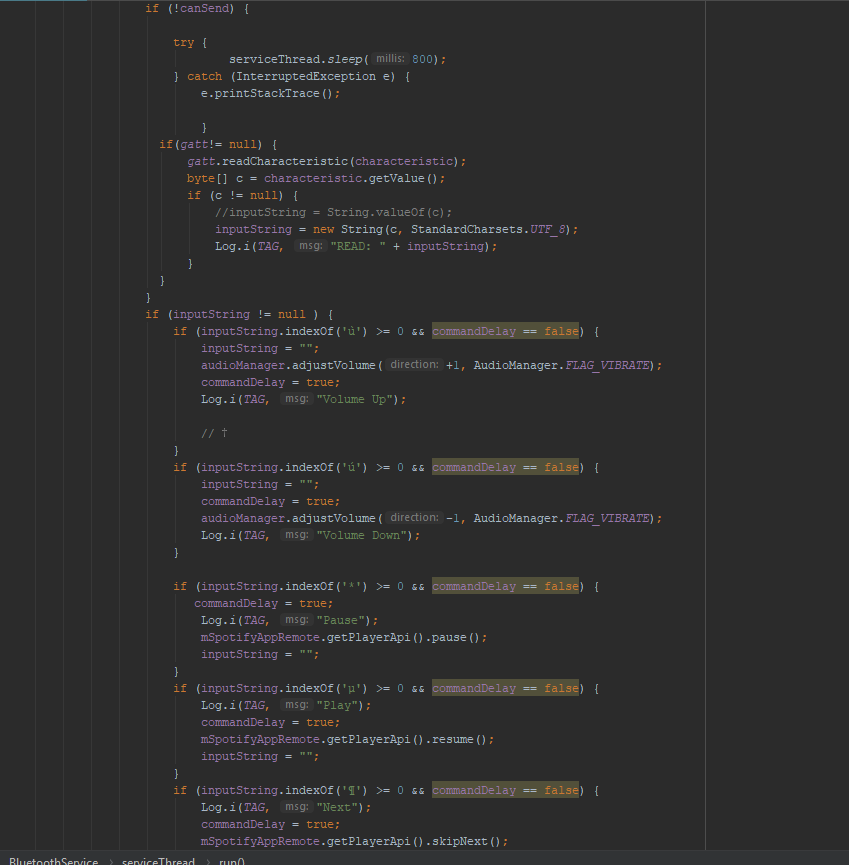 if (!canSend) {
try {
serviceThread.sleep( millis: 800);
} catch (InterruptedException e) {
e.printStackTrace();
}
if(gatt!= null) {
gatt.readCharacteristic(characteristic);
byte[] c = characteristic.getValue();
if (c != null) {
//inputString = String.valueOf(c);
inputString = new String(c, StandardCharsets.UTF_8);
Log.i(TAG, msg: "READ: " + inputString);
}
}
}
if (inputString != null ) {
if (inputString.indexOf('ù') >= 0 && commandDelay == false) {
inputString = "";
audioManager.adjustVolume( direction: +1, AudioManager.FLAG_VIBRATE);
commandDelay = true;
Log.i(TAG, msg: "Volume Up");
// †
}
if (inputString.indexOf('ú') >= 0 && commandDelay == false) {
inputString = "";
commandDelay = true;
audioManager.adjustVolume( direction: -1, AudioManager.FLAG_VIBRATE);
Log.i(TAG, msg: "Volume Down");
}
if (inputString.indexOf('*') >= 0 && commandDelay == false) {
commandDelay = true;
Log.i(TAG, msg: "Pause");
mSpotifyAppRemote.getPlayerApi().pause();
inputString = "";
}
if (inputString.indexOf('µ') >= 0 && commandDelay == false) {
Log.i(TAG, msg: "Play");
commandDelay = true;
mSpotifyAppRemote.getPlayerApi().resume();
inputString = "";
}
if (inputString.indexOf('¶') >= 0 && commandDelay == false) {
Log.i(TAG, msg: "Next");
commandDelay = true;
mSpotifyAppRemote.getPlayerApi().skipNext();
BluetoothService > serviceThread > run()